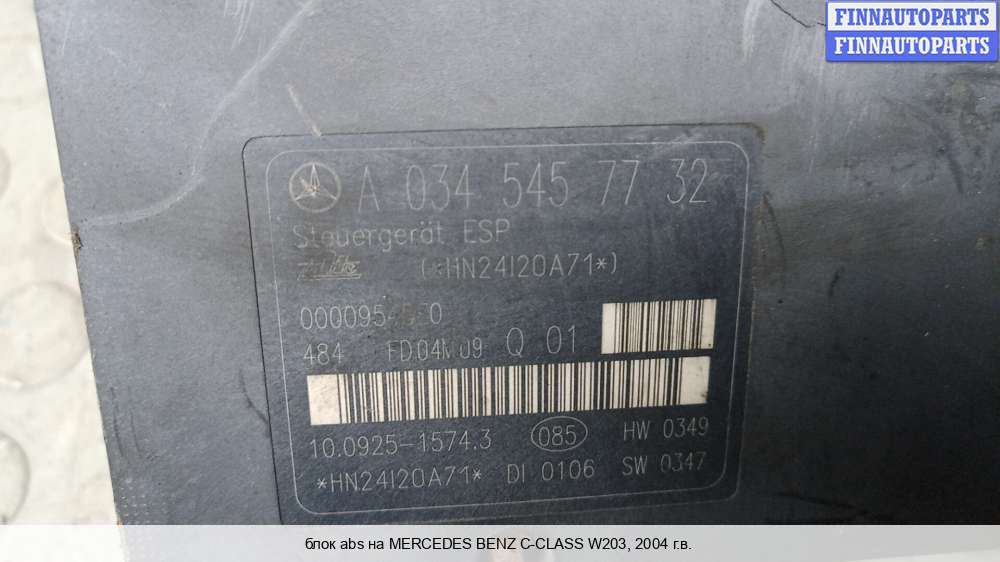 FINNAUTOPARTS
FINNAUTOPARTS
A 034 545 77 32
Steuergerät ESP
(*HN24I20A71*)
484 FD.04M09 Q 01
10.0925-1574.3 085 HW 0349
*HN24I20A71* DI 0106 SW 0347
блок abs на MERCEDES BENZ C-CLASS W203, 2004 г.в.